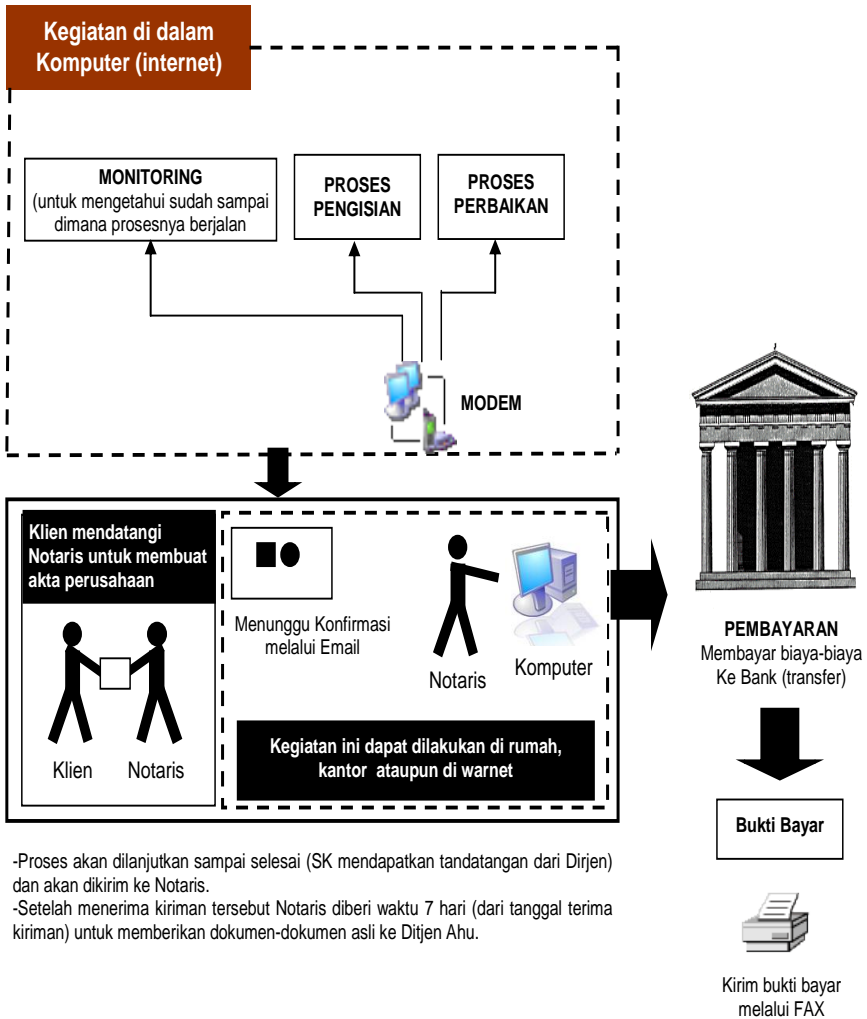 Kegiatan di dalam
Komputer (internet)
MONITORING
(untuk mengetahui sudah sampai
dimana prosesnya berjalan
PROSES
PENGISIAN
PROSES
PERBAIKAN
MODEM
Klien mendatangi
Notaris untuk membuat
akta perusahaan
Klien
Notaris
Menunggu Konfirmasi
melalui Email
Notaris
Komputer
Kegiatan ini dapat dilakukan di rumah,
kantor ataupun di warnet
PEMBAYARAN
Membayar biaya-biaya
Ke Bank (transfer)
Bukti Bayar
Kirim bukti bayar
melalui FAX
-Proses akan dilanjutkan sampai selesai (SK mendapatkan tandatangan dari Dirjen)
dan akan dikirim ke Notaris.
-Setelah menerima kiriman tersebut Notaris diberi waktu 7 hari (dari tanggal terima
kiriman) untuk memberikan dokumen-dokumen asli ke Ditjen Ahu.